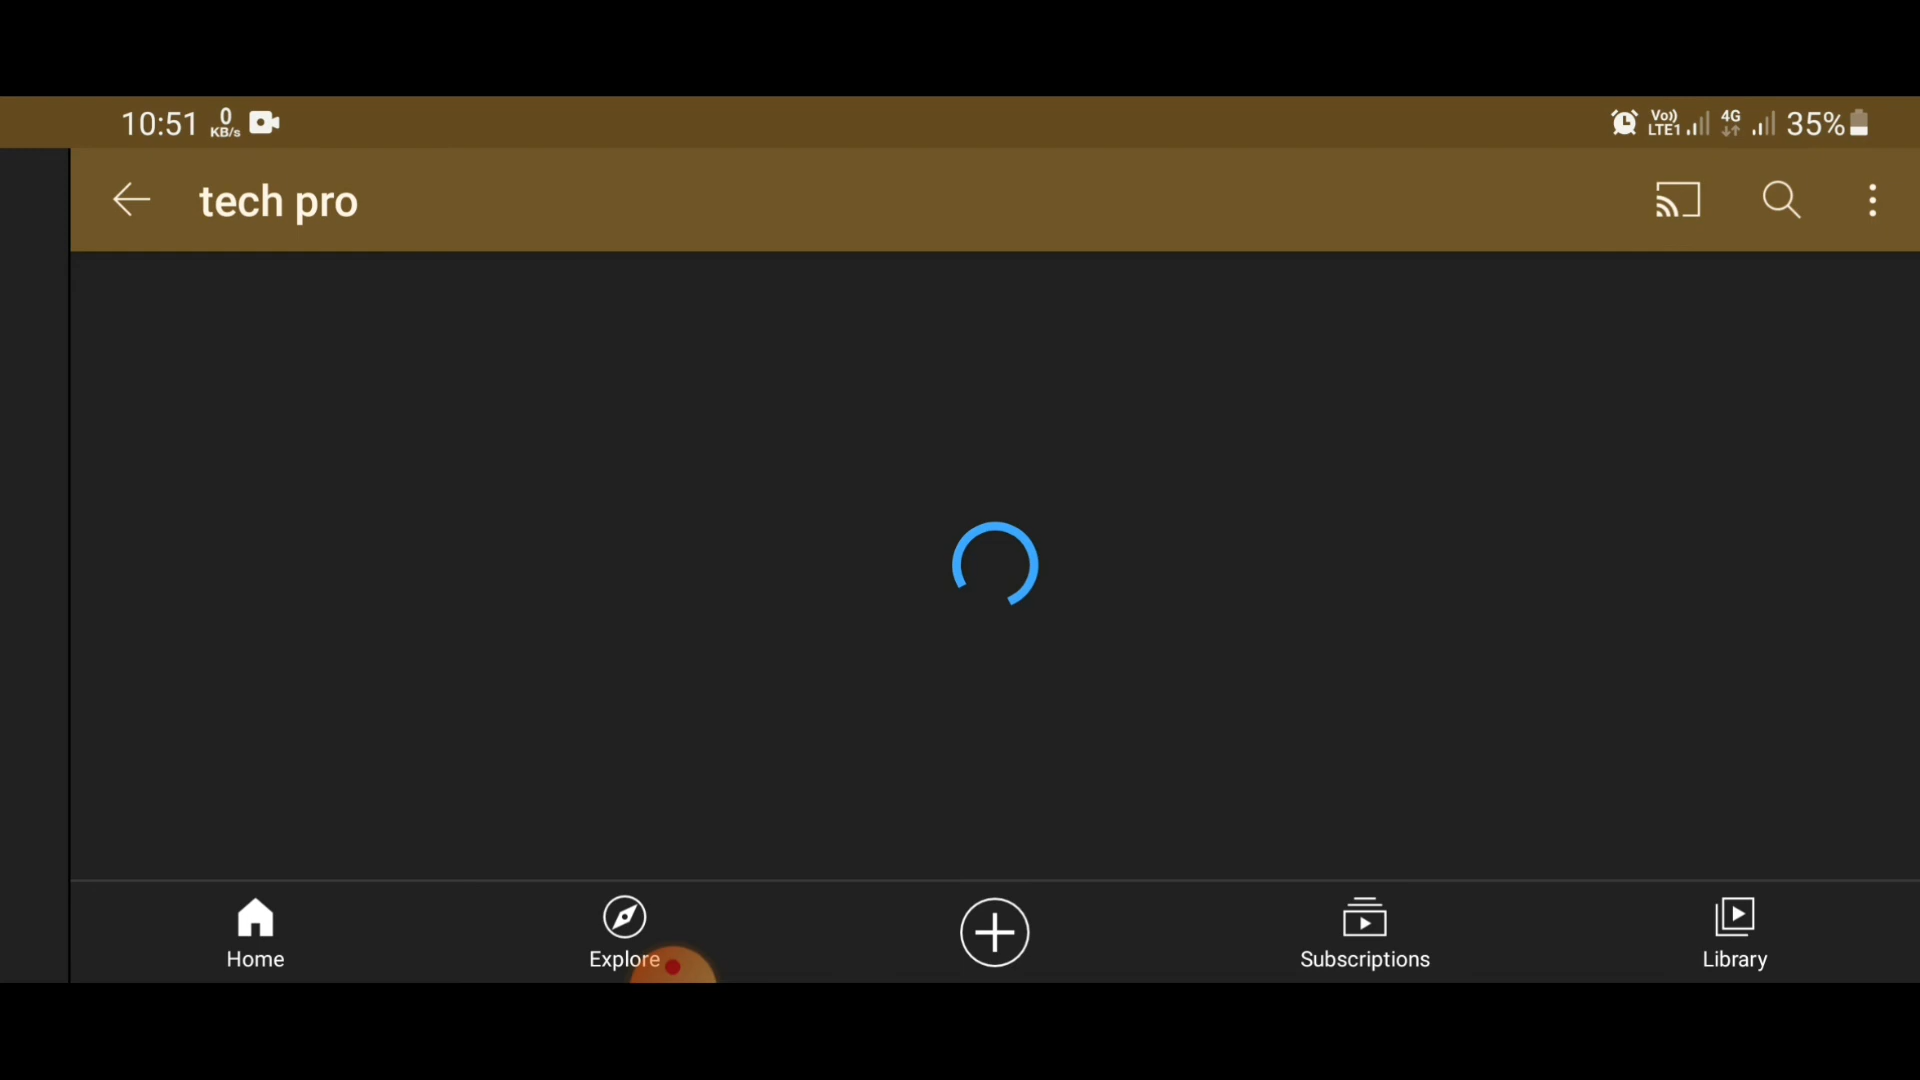 10:51 0 KB/s Vo)) LTE1 4G 35%
tech pro
Home Explore Subscriptions Library